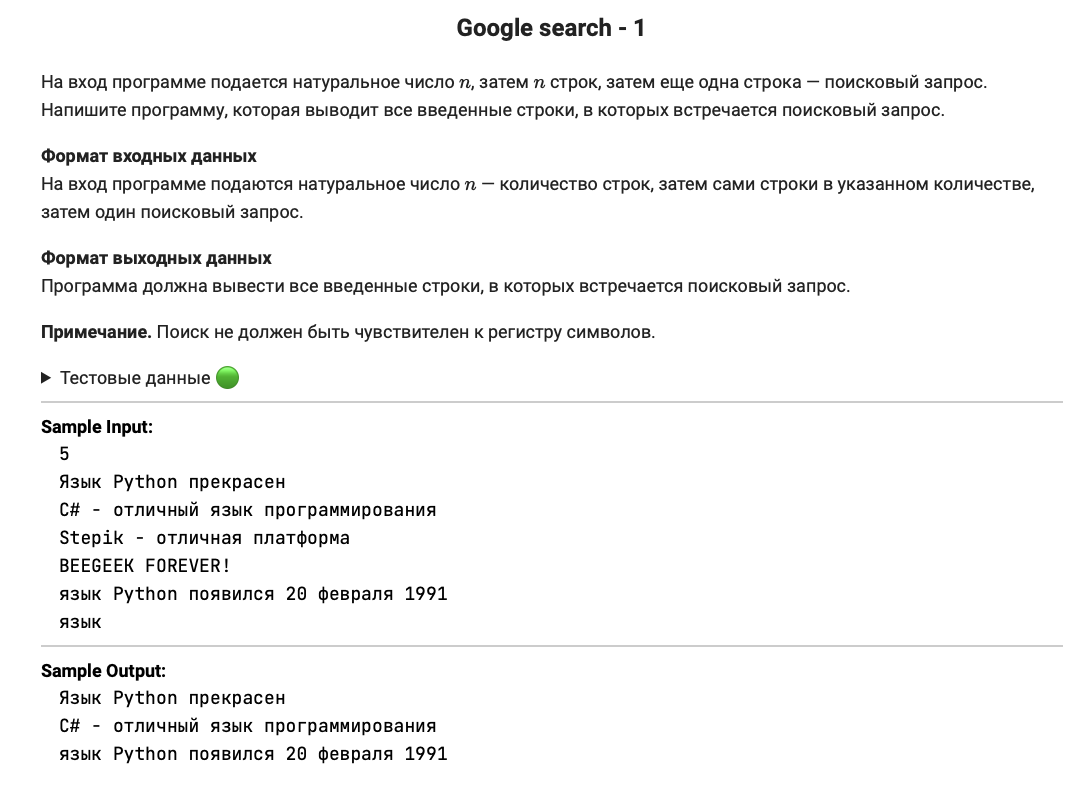 Google search - 1
На вход программе подается натуральное число n, затем n строк, затем еще одна строка — поисковый запрос.
Напишите программу, которая выводит все введенные строки, в которых встречается поисковый запрос.
Формат входных данных
На вход программе подаются натуральное число n — количество строк, затем сами строки в указанном количестве,
затем один поисковый запрос.
Формат выходных данных
Программа должна вывести все введенные строки, в которых встречается поисковый запрос.
Примечание. Поиск не должен быть чувствителен к регистру символов.
Тестовые данные
Sample Input:
5
Язык Python прекрасен
C# - отличный язык программирования
Stepik - отличная платформа
BEEGEEK FOREVER!
язык Python появился 20 февраля 1991
язык
Sample Output:
Язык Python прекрасен
C# - отличный язык программирования
язык Python появился 20 февраля 1991